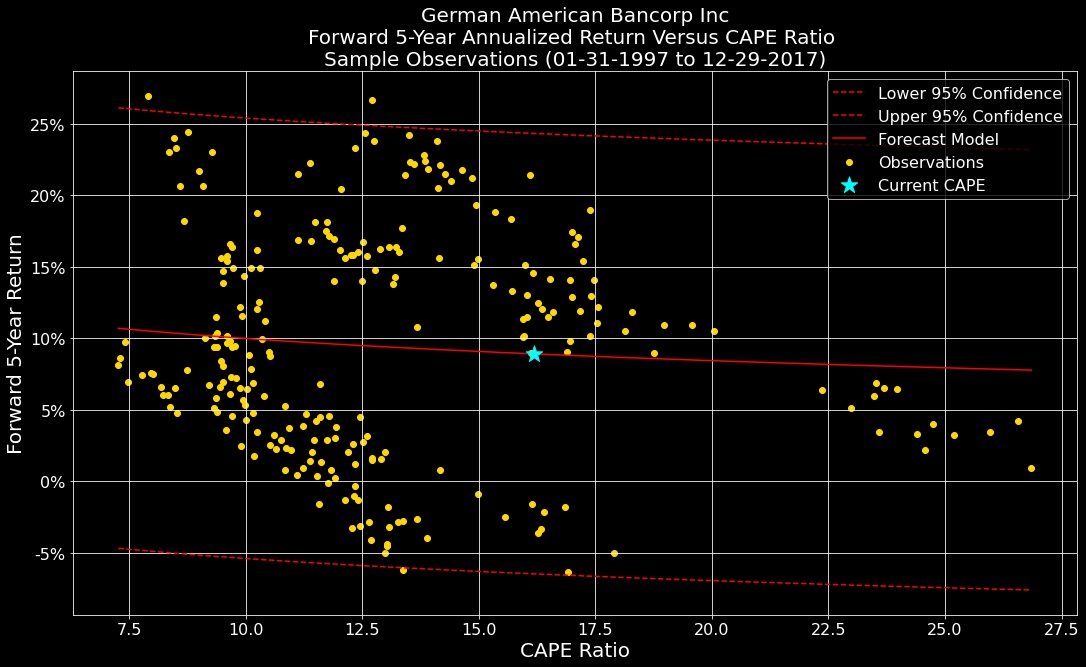 German American Bancorp Inc
Forward 5-Year Annualized Return Versus CAPE Ratio
Sample Observations (01-31-1997 to 12-29-2017)
Lower 95% Confidence
Upper 95% Confidence
Forecast Model
Observations
Current CAPE
Forward 5-Year Return
25%
20%
15%
10%
5%
0%
-5%
7.5 10.0 12.5 15.0 17.5 20.0 22.5 25.0 27.5
CAPE Ratio